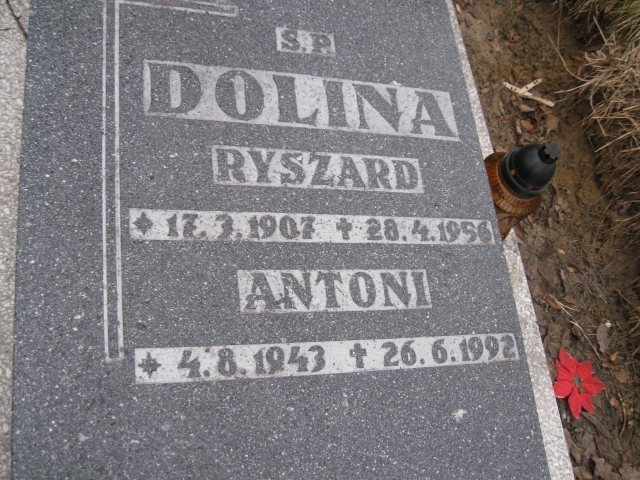 S.P.
DOLINA
RYSZARD
* 17.3.1907 ✝ 28.4.1956
ANTONI
* 4.8.1943 ✝ 26.6.1992